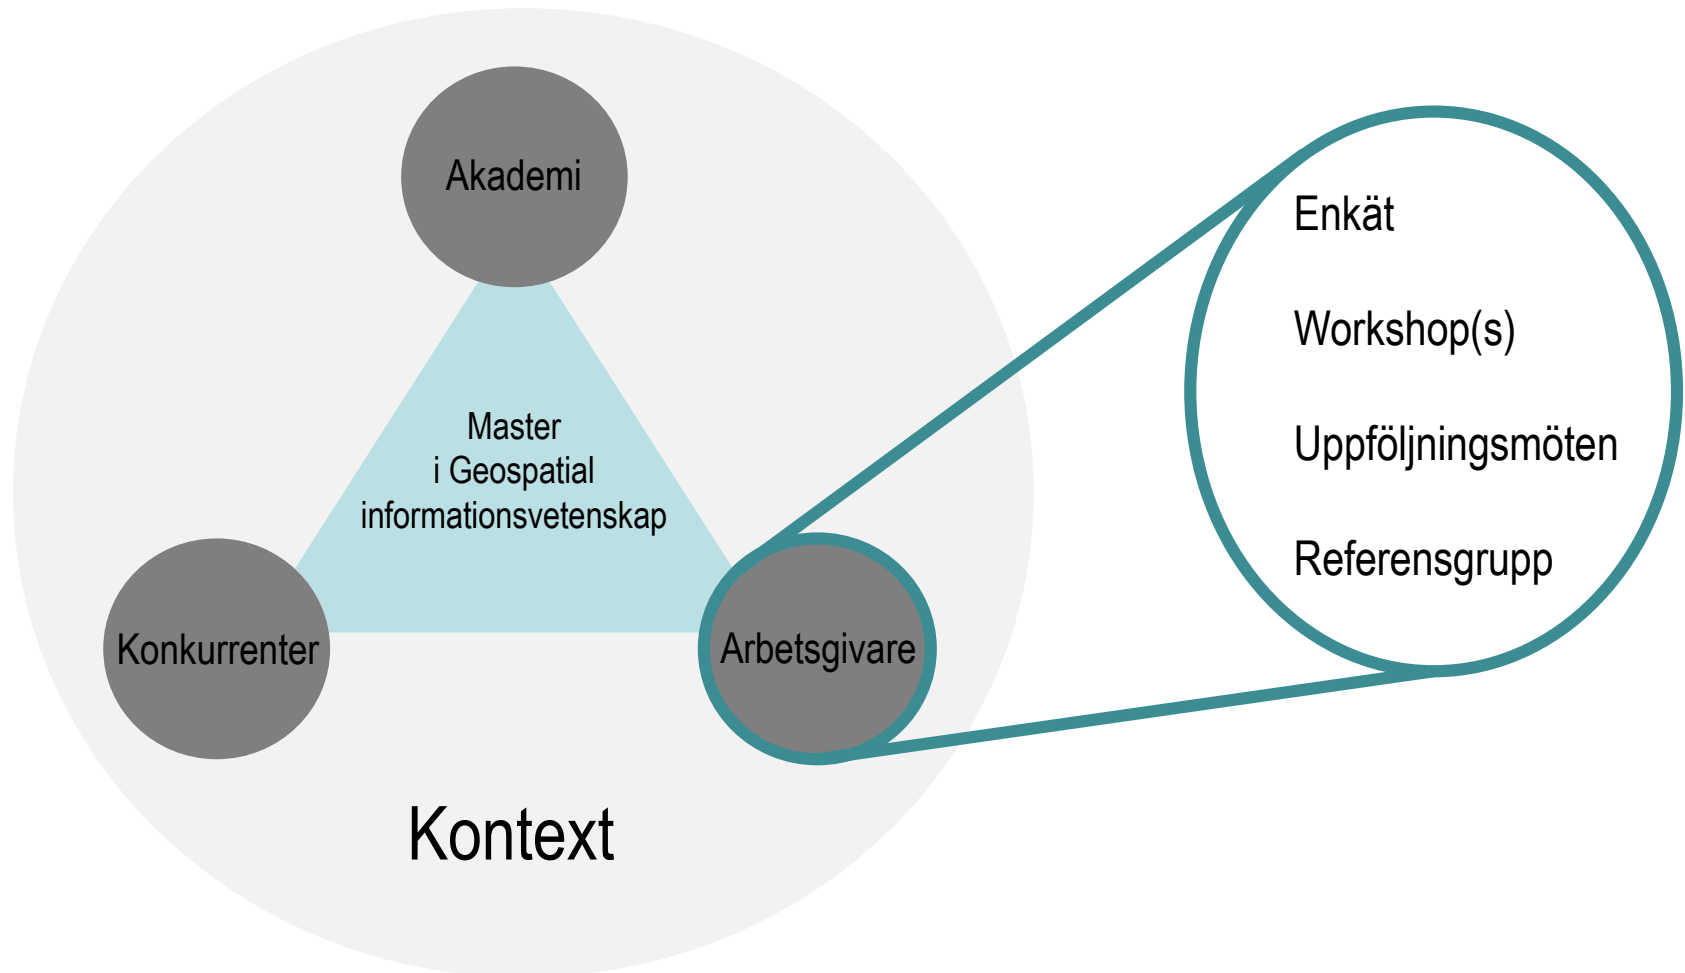 Akademi
Master
i Geospatial
informationsvetenskap
Konkurrenter
Arbetsgivare
Kontext
Enkät
Workshop(s)
Uppföljningsmöten
Referensgrupp